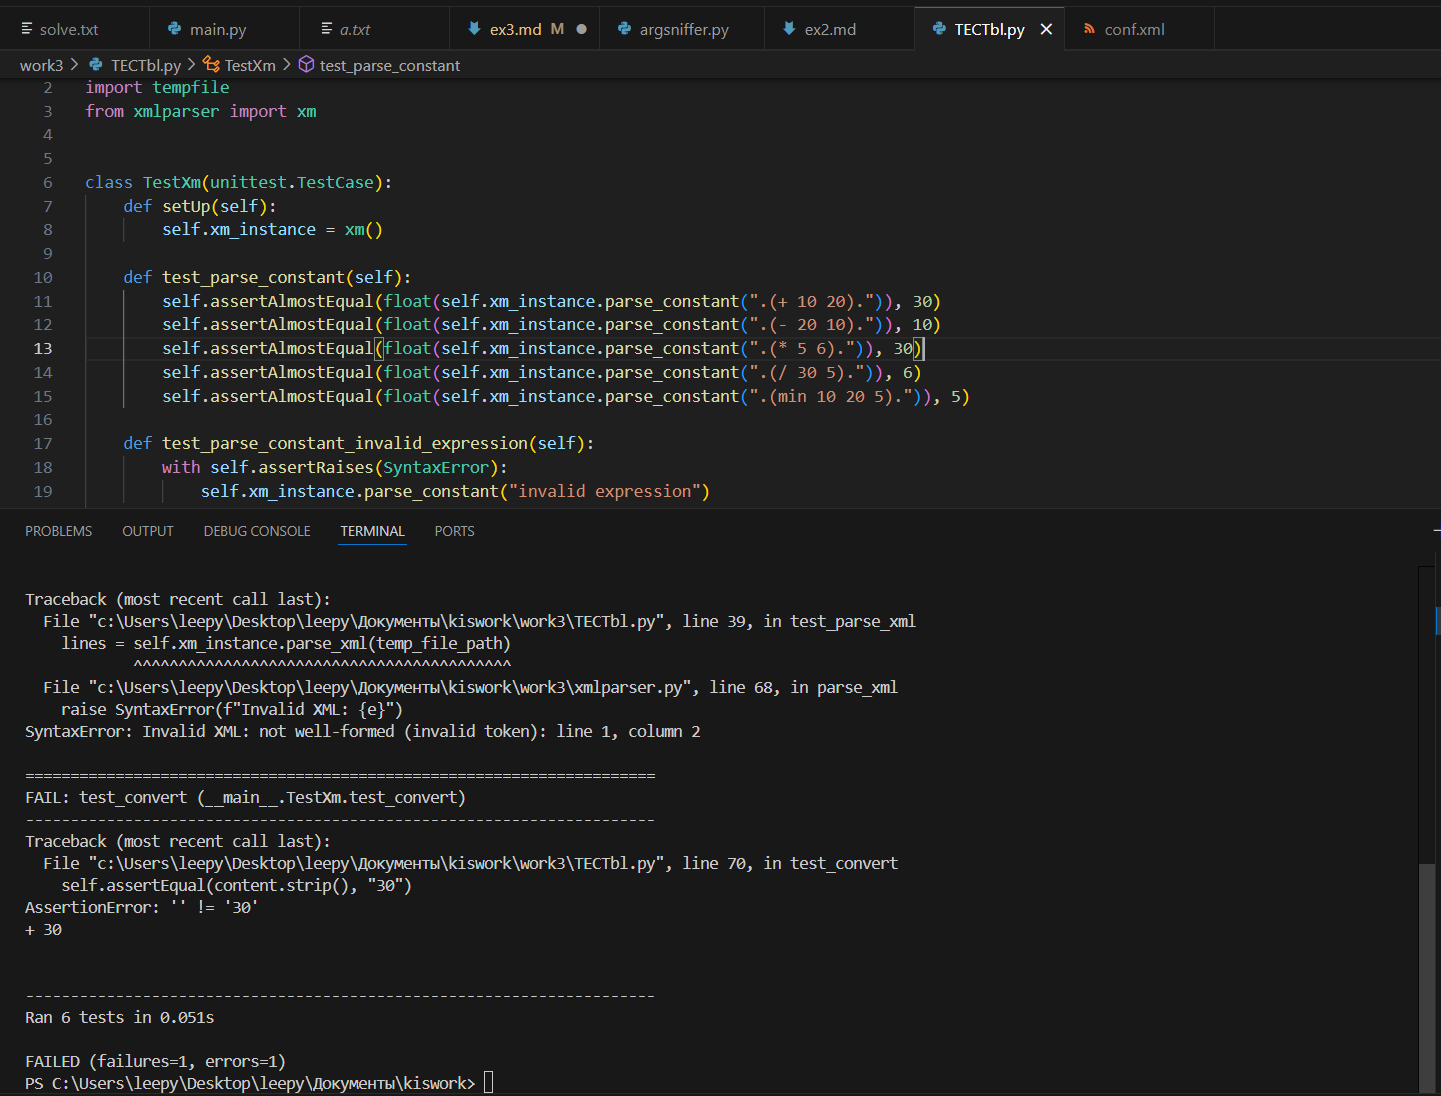 solve.txt main.py a.txt ex3.md M argsniffer.py ex2.md TECTbl.py conf.xml
work3 > TECTbl.py > TestXm > test_parse_constant
2 import tempfile
3 from xmlparser import xm
4
5
6 class TestXm(unittest.TestCase):
7 def setUp(self):
8 self.xm_instance = xm()
9
10 def test_parse_constant(self):
11 self.assertAlmostEqual(float(self.xm_instance.parse_constant(".(+ 10 20).")), 30)
12 self.assertAlmostEqual(float(self.xm_instance.parse_constant(".(- 20 10).")), 10)
13 self.assertAlmostEqual(float(self.xm_instance.parse_constant(".(* 5 6).")), 30)
14 self.assertAlmostEqual(float(self.xm_instance.parse_constant(".(/ 30 5).")), 6)
15 self.assertAlmostEqual(float(self.xm_instance.parse_constant(".(min 10 20 5).")), 5)
16
17 def test_parse_constant_invalid_expression(self):
18 with self.assertRaises(SyntaxError):
19 self.xm_instance.parse_constant("invalid expression")
PROBLEMS OUTPUT DEBUG CONSOLE TERMINAL PORTS
Traceback (most recent call last):
File "c:\Users\leepy\Desktop\leepy\Документы\kiswork\work3\TECTbl.py", line 39, in test_parse_xml
lines = self.xm_instance.parse_xml(temp_file_path)
^^^^^^^^^^^^^^^^^^^^^^^^^^^^^^^^^^^^^^^^^^
File "c:\Users\leepy\Desktop\leepy\Документы\kiswork\work3\xmlparser.py", line 68, in parse_xml
raise SyntaxError(f"Invalid XML: {e}")
SyntaxError: Invalid XML: not well-formed (invalid token): line 1, column 2
======================================================================
FAIL: test_convert (__main__.TestXm.test_convert)
----------------------------------------------------------------------
Traceback (most recent call last):
File "c:\Users\leepy\Desktop\leepy\Документы\kiswork\work3\TECTbl.py", line 70, in test_convert
self.assertEqual(content.strip(), "30")
AssertionError: '' != '30'
+ 30
----------------------------------------------------------------------
Ran 6 tests in 0.051s
FAILED (failures=1, errors=1)
PS C:\Users\leepy\Desktop\leepy\Документы\kiswork>